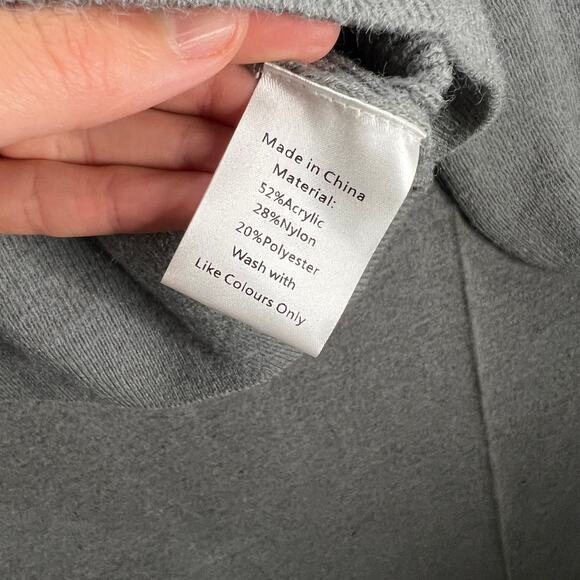 Made in China
Material:
52%Acrylic
28%Nylon
20%Polyester
Wash with
Like Colours Only